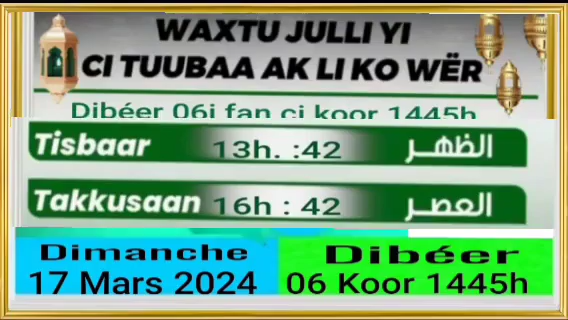 WAXTU JULLI YI
CI TUUBAA AK LI KO WËR
Dibéer 06i fan ci koor 1445h
Tisbaar 13h. :42 الظهر
Takkusaan 16h : 42 العصر
Dimanche Dibéer
17 Mars 2024 06 Koor 1445h